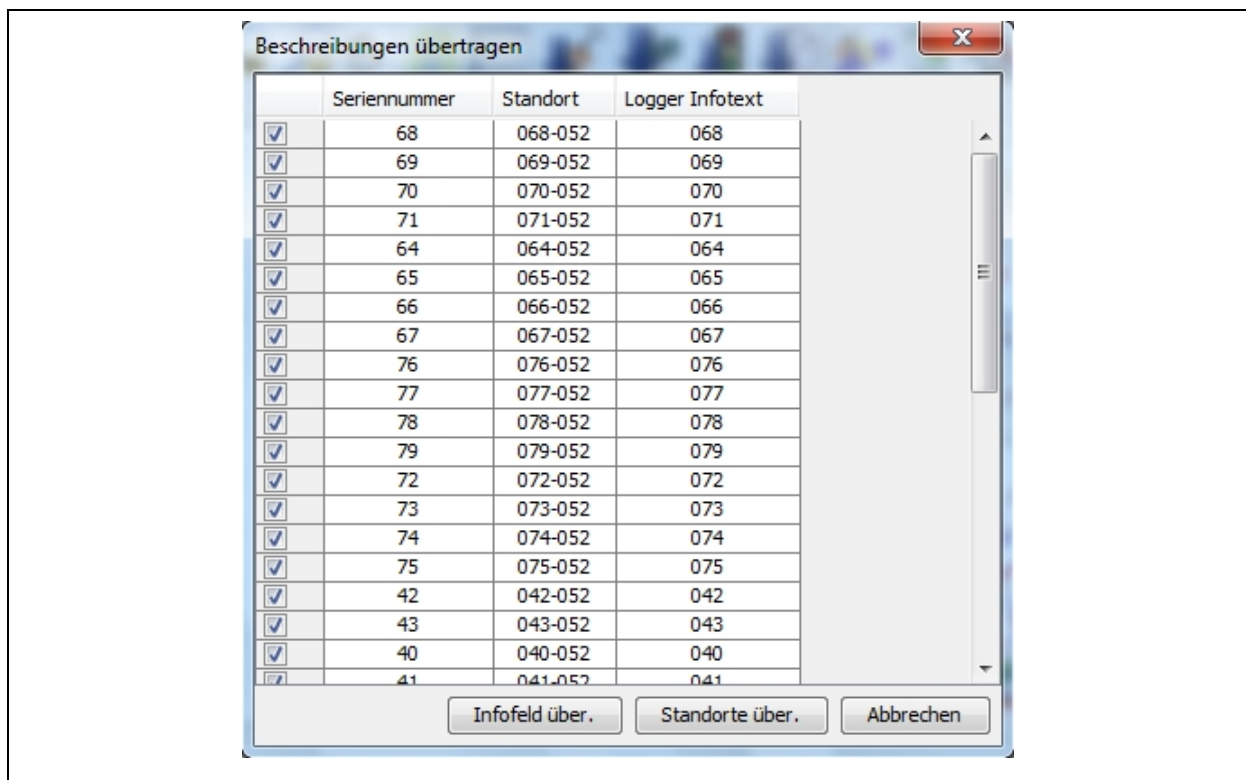 Beschreibungen übertragen
Seriennummer Standort Logger Infotext
68 068-052 068
69 069-052 069
70 070-052 070
71 071-052 071
64 064-052 064
65 065-052 065
66 066-052 066
67 067-052 067
76 076-052 076
77 077-052 077
78 078-052 078
79 079-052 079
72 072-052 072
73 073-052 073
74 074-052 074
75 075-052 075
42 042-052 042
43 043-052 043
40 040-052 040
41 041-052 041
Infofeld über. Standorte über. Abbrechen